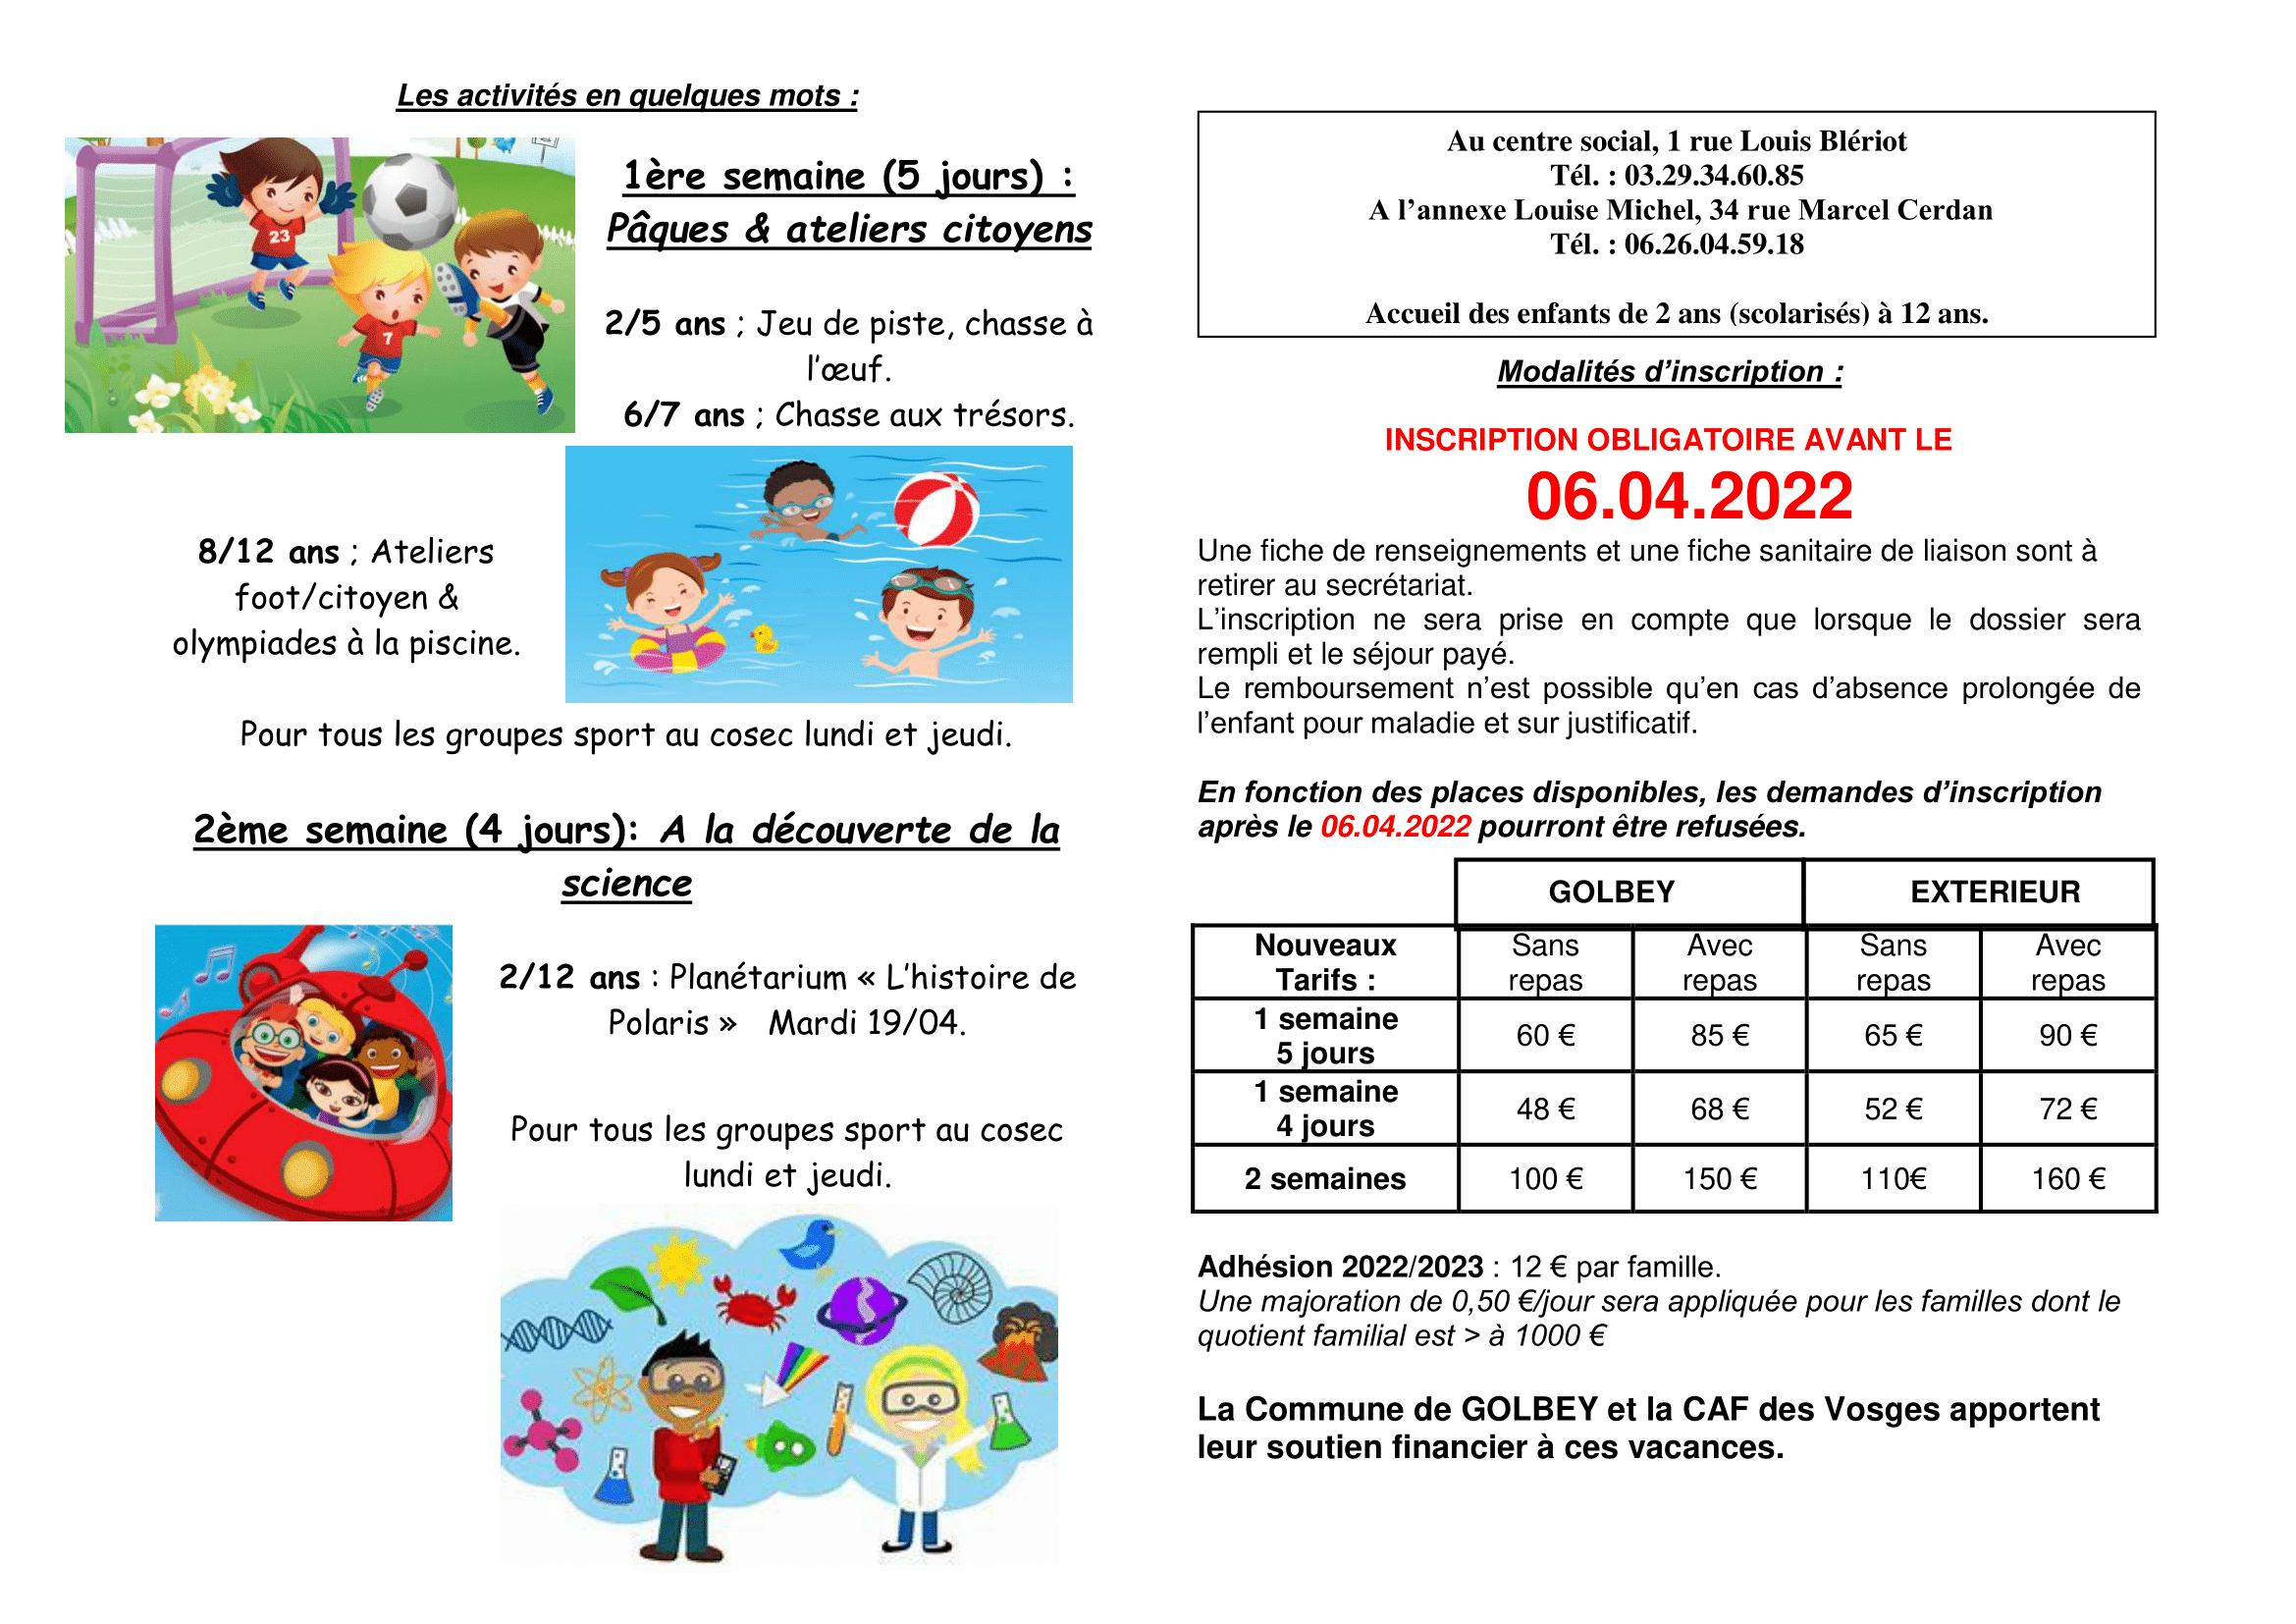 Les activités en quelques mots :
1ère semaine (5 jours) :
Pâques & ateliers citoyens
2/5 ans ; Jeu de piste, chasse à
l’œuf.
6/7 ans ; Chasse aux trésors.
23
7
8/12 ans ; Ateliers
foot/citoyen &
olympiades à la piscine.
Pour tous les groupes sport au cosec lundi et jeudi.
2ème semaine (4 jours): A la découverte de la
science
2/12 ans : Planétarium « L’histoire de
Polaris » Mardi 19/04.
Pour tous les groupes sport au cosec
lundi et jeudi.
Au centre social, 1 rue Louis Blériot
Tél. : 03.29.34.60.85
A l’annexe Louise Michel, 34 rue Marcel Cerdan
Tél. : 06.26.04.59.18
Accueil des enfants de 2 ans (scolarisés) à 12 ans.
Modalités d’inscription :
INSCRIPTION OBLIGATOIRE AVANT LE
06.04.2022
Une fiche de renseignements et une fiche sanitaire de liaison sont à
retirer au secrétariat.
L’inscription ne sera prise en compte que lorsque le dossier sera
rempli et le séjour payé.
Le remboursement n’est possible qu’en cas d’absence prolongée de
l’enfant pour maladie et sur justificatif.
En fonction des places disponibles, les demandes d’inscription
après le 06.04.2022 pourront être refusées.
GOLBEY EXTERIEUR
Nouveaux Tarifs : Sans repas Avec repas Sans repas Avec repas
1 semaine 5 jours 60 € 85 € 65 € 90 €
1 semaine 4 jours 48 € 68 € 52 € 72 €
2 semaines 100 € 150 € 110€ 160 €
Adhésion 2022/2023 : 12 € par famille.
Une majoration de 0,50 €/jour sera appliquée pour les familles dont le
quotient familial est > à 1000 €
La Commune de GOLBEY et la CAF des Vosges apportent
leur soutien financier à ces vacances.